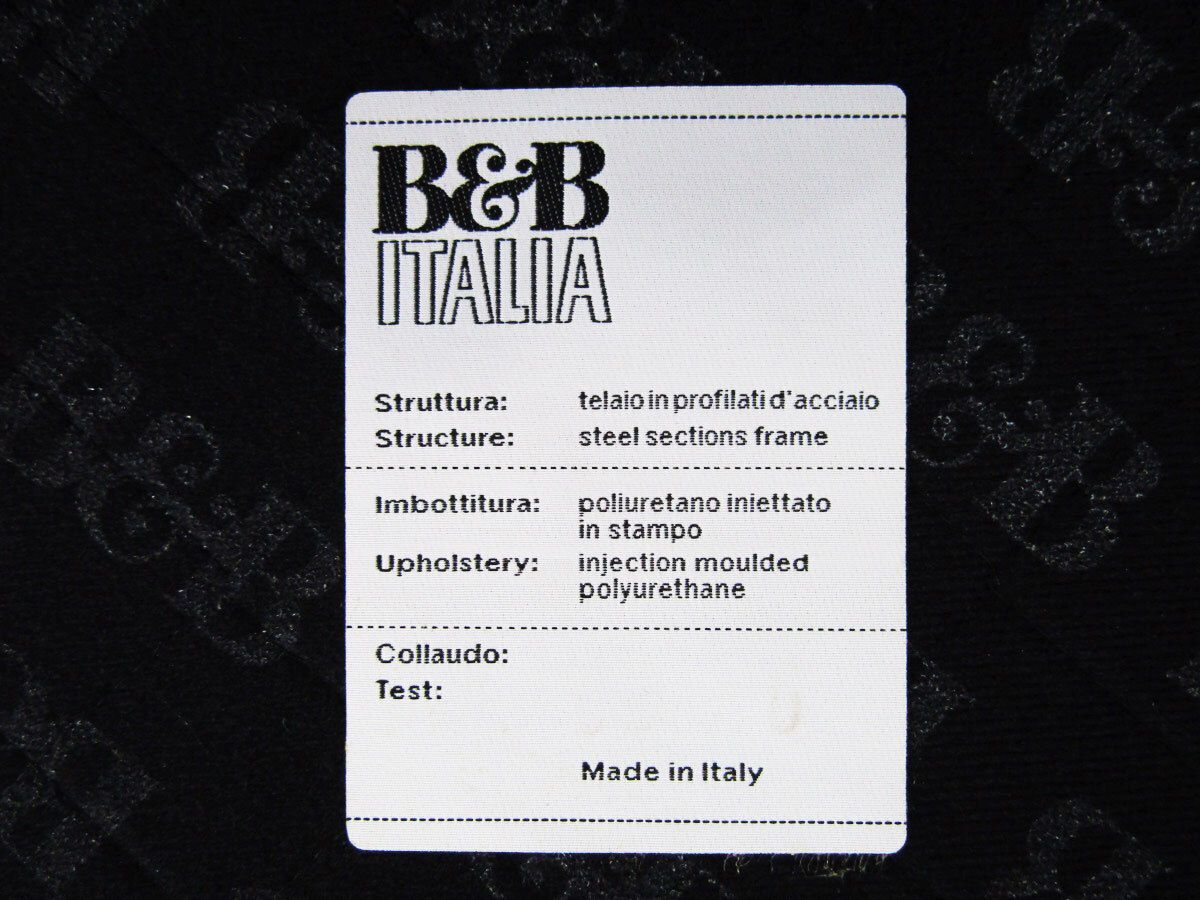 B&B
ITALIA
Struttura: telaio in profilati d'acciaio
Structure: steel sections frame
Imbottitura: poliuretano iniettato
in stampo
Upholstery: injection moulded
polyurethane
Collaudo:
Test:
Made in Italy